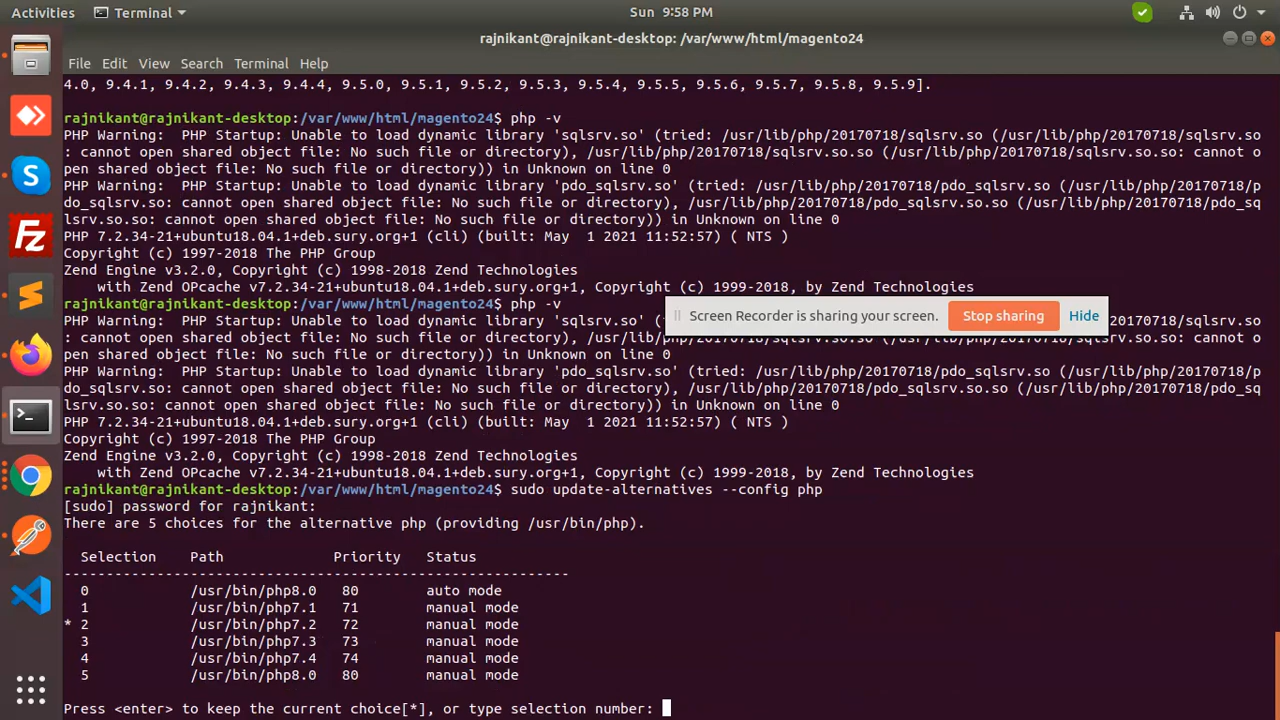 Activities Terminal Sun 9:58 PM
rajnikant@rajnikant-desktop: /var/www/html/magento24
File Edit View Search Terminal Help
4.0, 9.4.1, 9.4.2, 9.4.3, 9.4.4, 9.5.0, 9.5.1, 9.5.2, 9.5.3, 9.5.4, 9.5.5, 9.5.6, 9.5.7, 9.5.8, 9.5.9].
rajnikant@rajnikant-desktop:/var/www/html/magento24$ php -v
PHP Warning:  PHP Startup: Unable to load dynamic library 'sqlsrv.so' (tried: /usr/lib/php/20170718/sqlsrv.so (/usr/lib/php/20170718/sqlsrv.so
: cannot open shared object file: No such file or directory), /usr/lib/php/20170718/sqlsrv.so.so (/usr/lib/php/20170718/sqlsrv.so.so: cannot o
pen shared object file: No such file or directory)) in Unknown on line 0
PHP Warning:  PHP Startup: Unable to load dynamic library 'pdo_sqlsrv.so' (tried: /usr/lib/php/20170718/pdo_sqlsrv.so (/usr/lib/php/20170718/p
do_sqlsrv.so: cannot open shared object file: No such file or directory), /usr/lib/php/20170718/pdo_sqlsrv.so.so (/usr/lib/php/20170718/pdo_sq
lsrv.so.so: cannot open shared object file: No such file or directory)) in Unknown on line 0
PHP 7.2.34-21+ubuntu18.04.1+deb.sury.org+1 (cli) (built: May  1 2021 11:52:57) ( NTS )
Copyright (c) 1997-2018 The PHP Group
Zend Engine v3.2.0, Copyright (c) 1998-2018 Zend Technologies
    with Zend OPcache v7.2.34-21+ubuntu18.04.1+deb.sury.org+1, Copyright (c) 1999-2018, by Zend Technologies
rajnikant@rajnikant-desktop:/var/www/html/magento24$ php -v
Screen Recorder is sharing your screen. Stop sharing Hide
PHP Warning:  PHP Startup: Unable to load dynamic library 'sqlsrv.so' ( 20170718/sqlsrv.so
: cannot open shared object file: No such file or directory), /usr/lib/php/20170718/sqlsrv.so.so (/usr/lib/php/20170718/sqlsrv.so.so: cannot o
pen shared object file: No such file or directory)) in Unknown on line 0
PHP Warning:  PHP Startup: Unable to load dynamic library 'pdo_sqlsrv.so' (tried: /usr/lib/php/20170718/pdo_sqlsrv.so (/usr/lib/php/20170718/p
do_sqlsrv.so: cannot open shared object file: No such file or directory), /usr/lib/php/20170718/pdo_sqlsrv.so.so (/usr/lib/php/20170718/pdo_sq
lsrv.so.so: cannot open shared object file: No such file or directory)) in Unknown on line 0
PHP 7.2.34-21+ubuntu18.04.1+deb.sury.org+1 (cli) (built: May  1 2021 11:52:57) ( NTS )
Copyright (c) 1997-2018 The PHP Group
Zend Engine v3.2.0, Copyright (c) 1998-2018 Zend Technologies
    with Zend OPcache v7.2.34-21+ubuntu18.04.1+deb.sury.org+1, Copyright (c) 1999-2018, by Zend Technologies
rajnikant@rajnikant-desktop:/var/www/html/magento24$ sudo update-alternatives --config php
[sudo] password for rajnikant:
There are 5 choices for the alternative php (providing /usr/bin/php).
  Selection    Path             Priority   Status
------------------------------------------------------------
  0            /usr/bin/php8.0   80        auto mode
  1            /usr/bin/php7.1   71        manual mode
* 2            /usr/bin/php7.2   72        manual mode
  3            /usr/bin/php7.3   73        manual mode
  4            /usr/bin/php7.4   74        manual mode
  5            /usr/bin/php8.0   80        manual mode
Press <enter> to keep the current choice[*], or type selection number: